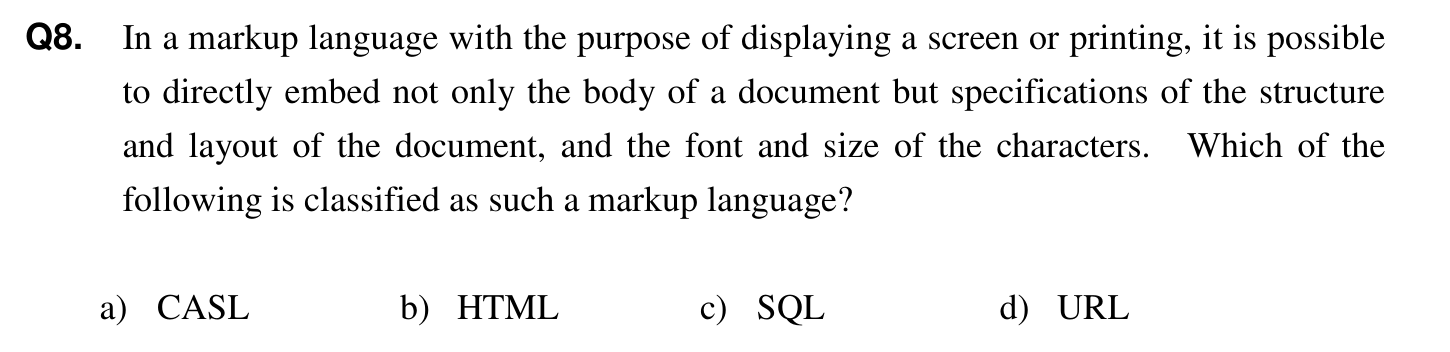 Q8. In a markup language with the purpose of displaying a screen or printing, it is possible
to directly embed not only the body of a document but specifications of the structure
and layout of the document, and the font and size of the characters. Which of the
following is classified as such a markup language?
a) CASL b) HTML c) SQL d) URL